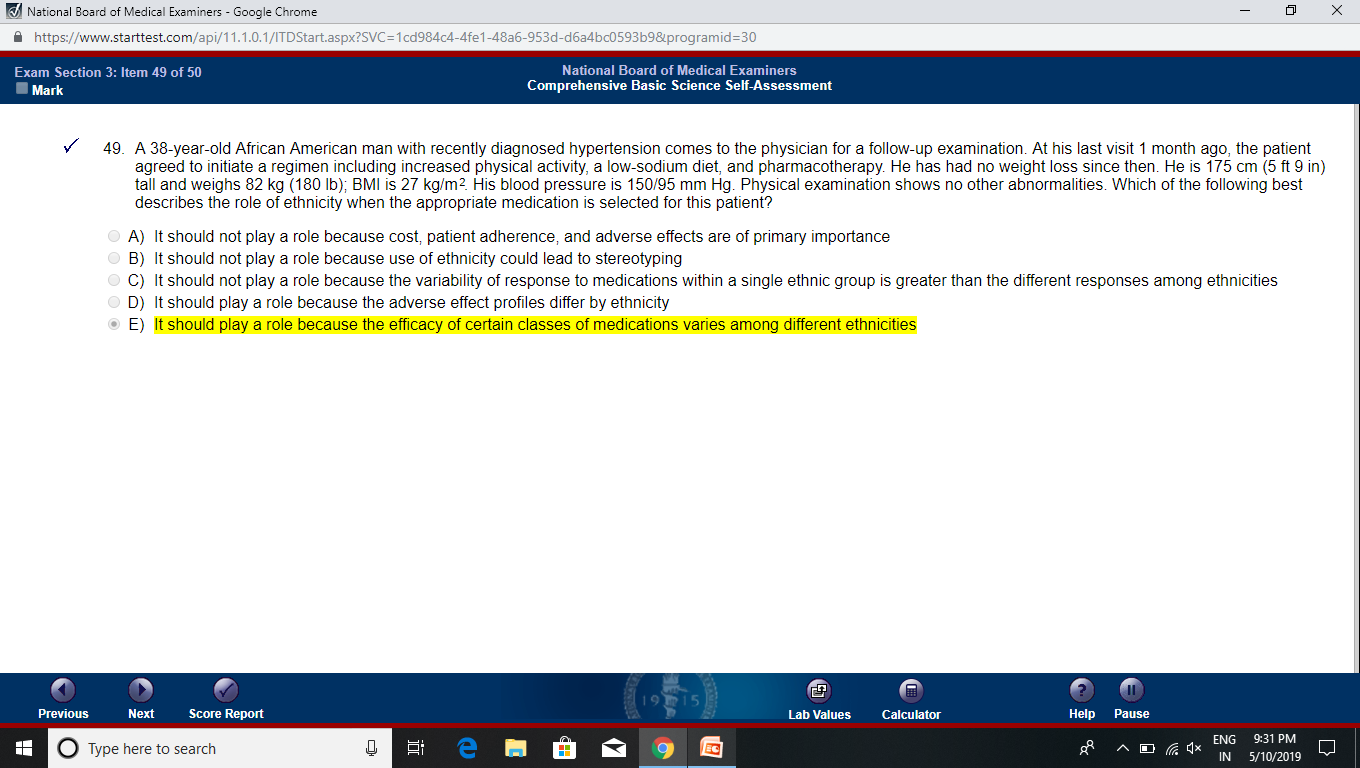 National Board of Medical Examiners - Google Chrome
https://www.starttest.com/api/11.1.0.1/ITDStart.aspx?SVC=1cd984c4-4fe1-48a6-953d-d6a4bc0593b9&programid=30
Exam Section 3: Item 49 of 50
National Board of Medical Examiners
Mark
Comprehensive Basic Science Self-Assessment
49. A 38-year-old African American man with recently diagnosed hypertension comes to the physician for a follow-up examination. At his last visit 1 month ago, the patient
agreed to initiate a regimen including increased physical activity, a low-sodium diet, and pharmacotherapy. He has had no weight loss since then. He is 175 cm (5 ft 9 in)
tall and weighs 82 kg (180 lb); BMI is 27 kg/m². His blood pressure is 150/95 mm Hg. Physical examination shows no other abnormalities. Which of the following best
describes the role of ethnicity when the appropriate medication is selected for this patient?
A) It should not play a role because cost, patient adherence, and adverse effects are of primary importance
B) It should not play a role because use of ethnicity could lead to stereotyping
C) It should not play a role because the variability of response to medications within a single ethnic group is greater than the different responses among ethnicities
D) It should play a role because the adverse effect profiles differ by ethnicity
E) It should play a role because the efficacy of certain classes of medications varies among different ethnicities
Previous
Next
Score Report
19 15
Lab Values
Calculator
Help
Pause
Type here to search
ENG
IN
9:31 PM
5/10/2019